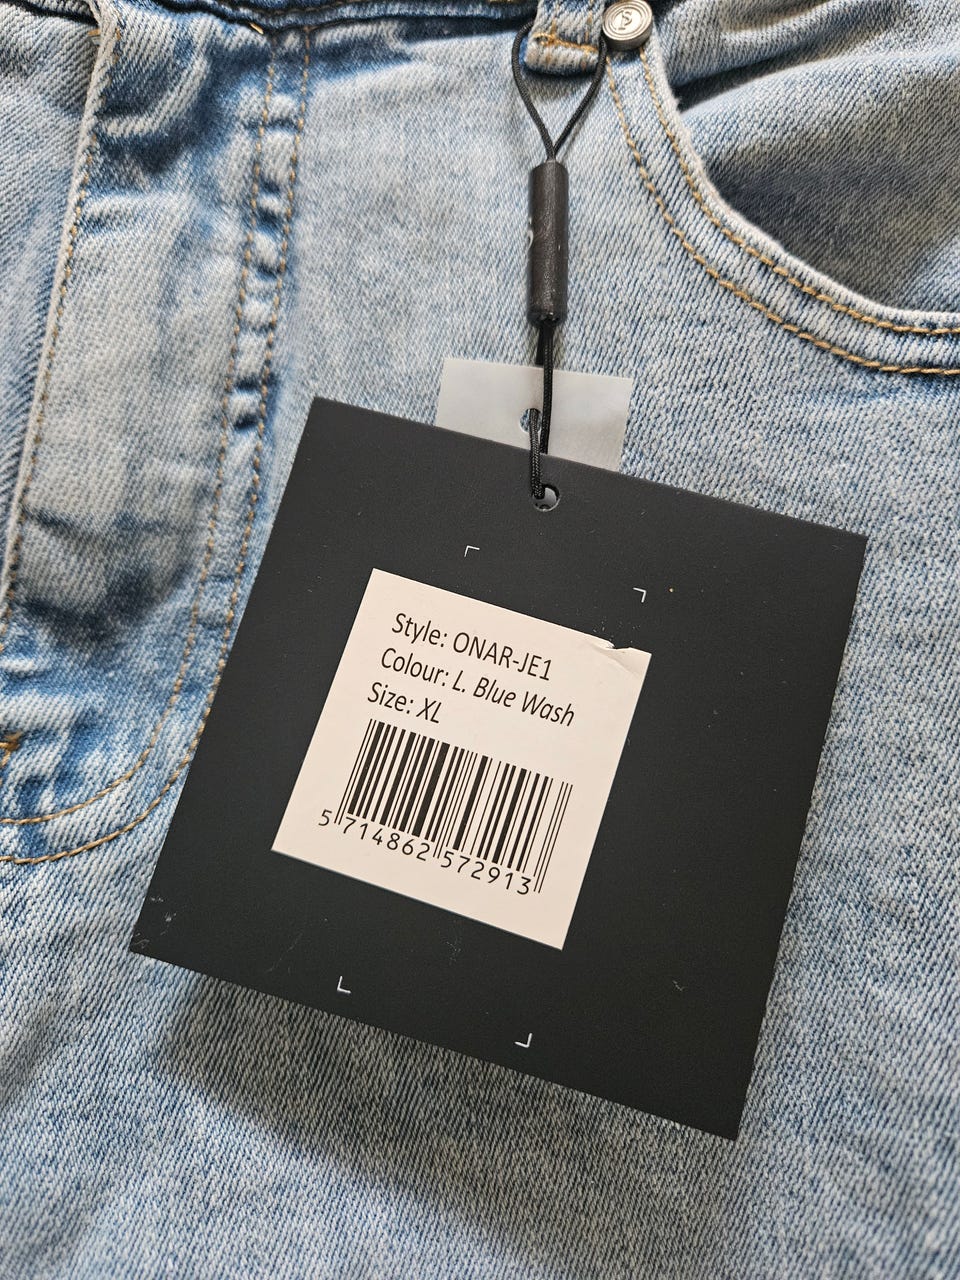 Style: ONAR-JE1
Colour: L. Blue Wash
Size: XL
5 714862 572913